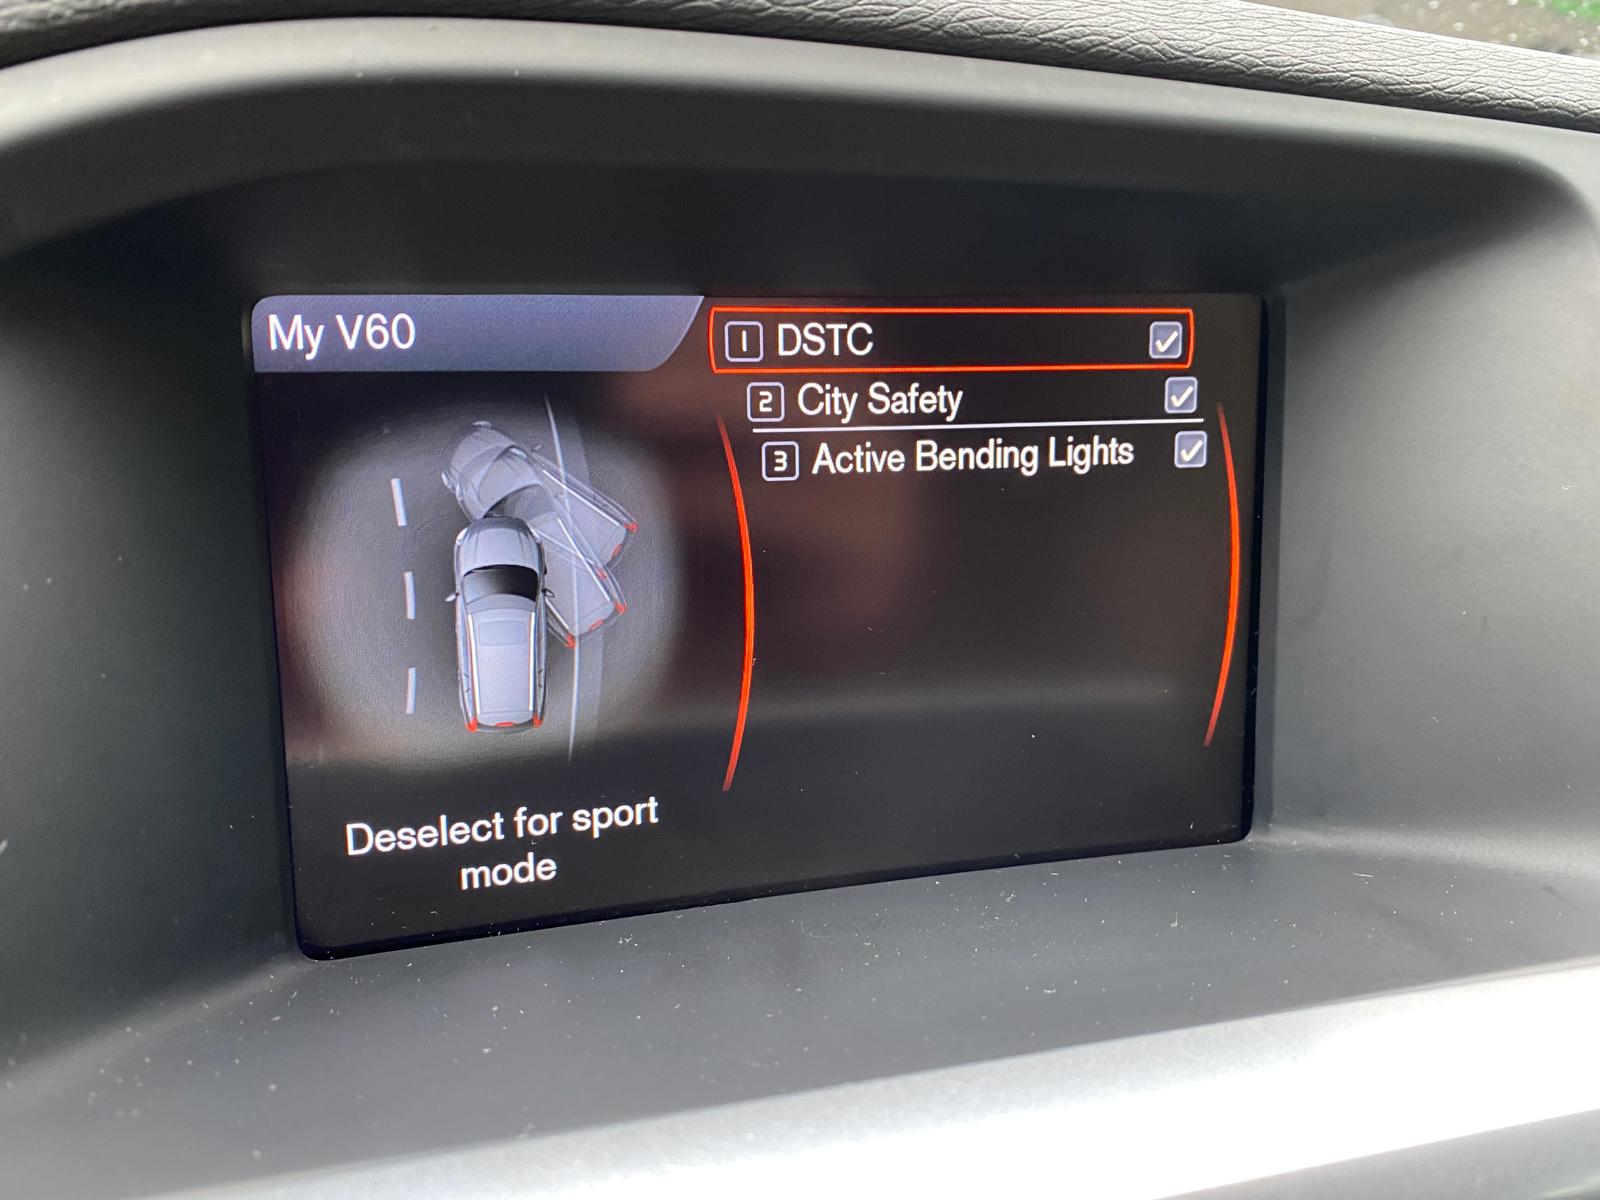 My V60
1 DSTC
2 City Safety
3 Active Bending Lights
Deselect for sport
mode